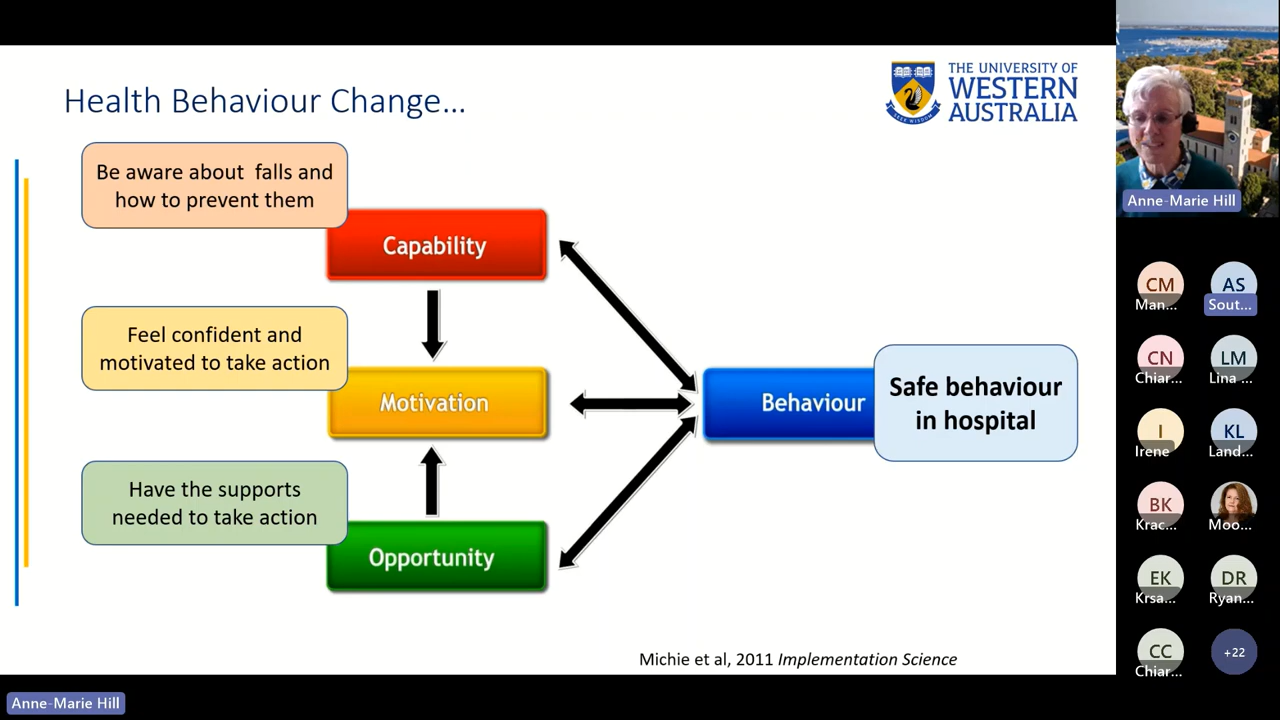 Health Behaviour Change...
THE UNIVERSITY OF
WESTERN
AUSTRALIA
SEEK WISDOM
Be aware about falls and
how to prevent them
Capability
Feel confident and
motivated to take action
Motivation
Behaviour
Safe behaviour
in hospital
Have the supports
needed to take action
Opportunity
Michie et al, 2011 Implementation Science
Anne-Marie Hill
Anne-Marie Hill
CM
AS
Man...
Sout...
CN
LM
Chiar...
Lina ...
I
KL
Irene
Land...
BK
Krac...
Moo...
EK
DR
Krsa...
Ryan...
CC
+22
Chiar...